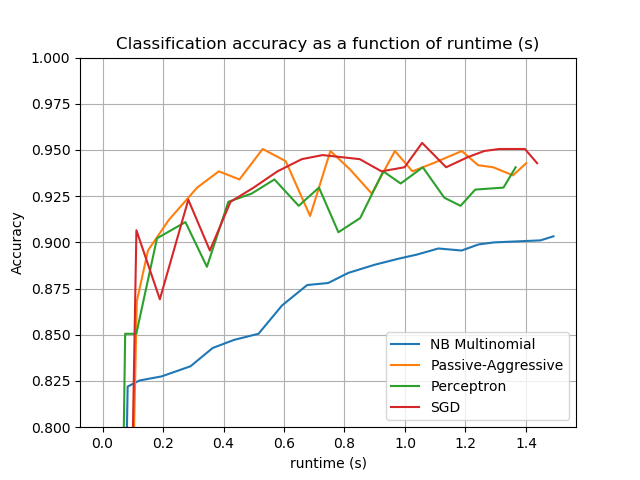 Classification accuracy as a function of runtime (s)
1.000
0.975
0.950
0.925
0.900
0.875
0.850
0.825
0.800
Accuracy
NB Multinomial
Passive-Aggressive
Perceptron
SGD
0.0 0.2 0.4 0.6 0.8 1.0 1.2 1.4
runtime (s)